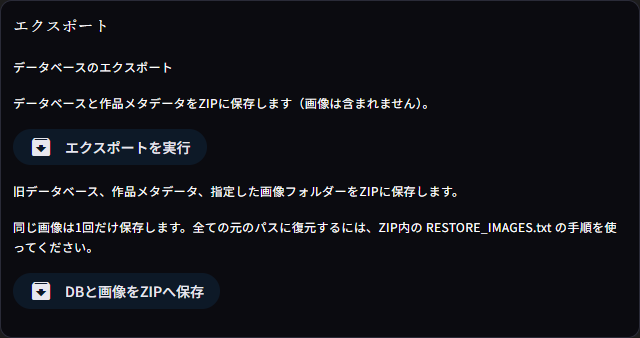 エクスポート
データベースのエクスポート
データベースと作品メタデータをZIPに保存します（画像は含まれません）。
エクスポートを実行
旧データベース、作品メタデータ、指定した画像フォルダーをZIPに保存します。
同じ画像は1回だけ保存します。全ての元のパスに復元するには、ZIP内の RESTORE_IMAGES.txt の手順を使
ってください。
DBと画像をZIPへ保存